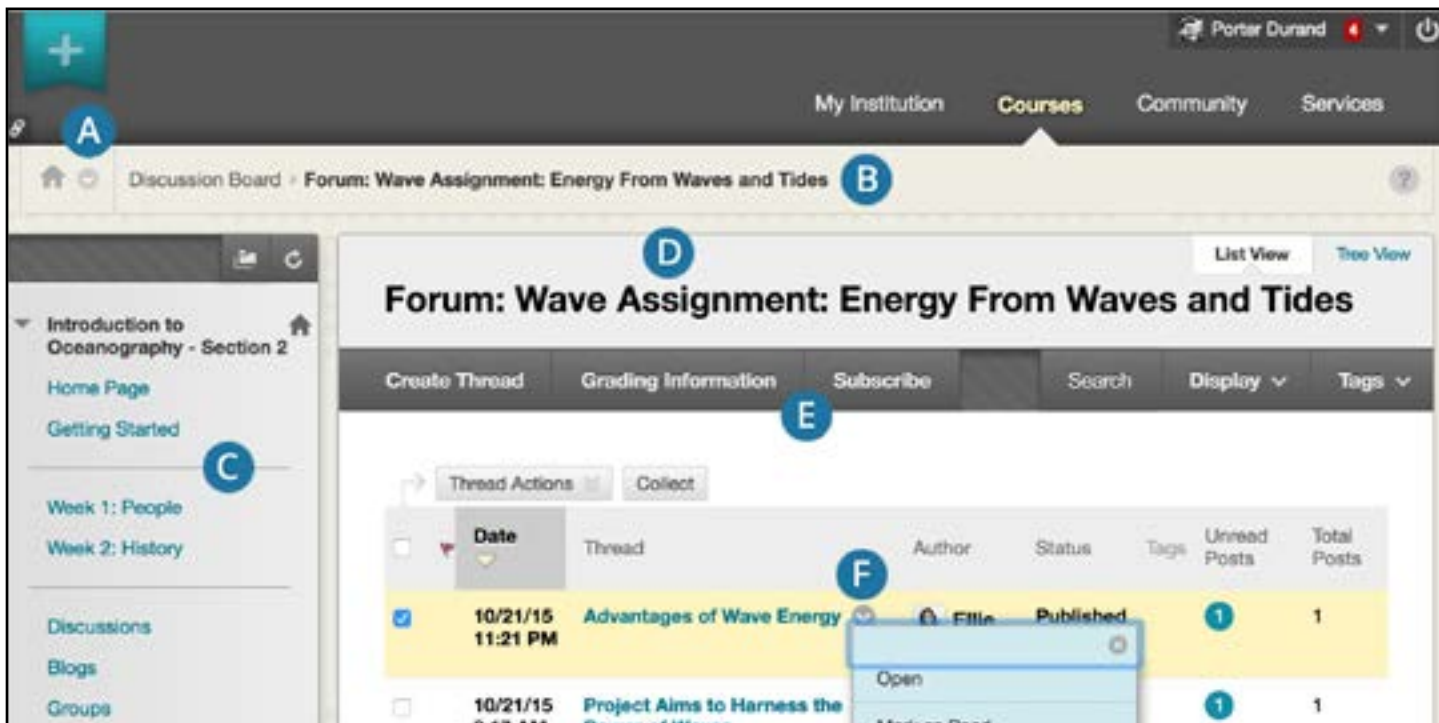 Porter Durand 4
My Institution Courses Community Services
A
Discussion Board Forum: Wave Assignment: Energy From Waves and Tides B ?
D
List View Tree View
Forum: Wave Assignment: Energy From Waves and Tides
Introduction to
Oceanography - Section 2
Home Page
Getting Started
C
Week 1: People
Week 2: History
Discussions
Blogs
Groups
Create Thread Grading Information Subscribe Search Display Tags
E
Thread Actions Collect
Date Thread Author Status Tags Unread Posts Total Posts
F
10/21/15 Advantages of Wave Energy Ellie Published 1 1
11:21 PM
Open
10/21/15 Project Aims to Harness the 1 1
Power of Waves